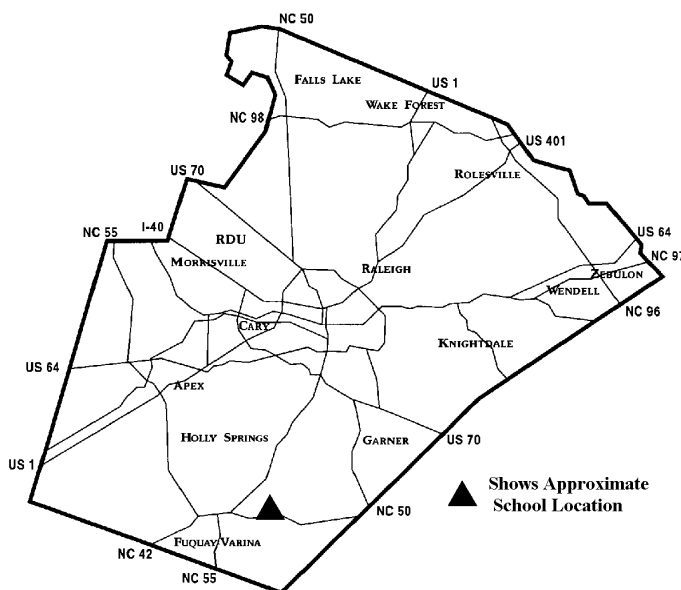 NC 50
FALLS LAKE
US 1
WAKE FOREST
NC 98
US 401
US 70
ROLESVILLE
I-40
NC 55
RDU
US 64
MORRISVILLE
RALEIGH
NC 97
ZEBULON
WENDELL
NC 96
CARY
KNIGHTDALE
US 64
APEX
HOLLY SPRINGS
GARNER
US 70
US 1
Shows Approximate
School Location
NC 50
FUQUAY-VARINA
NC 42
NC 55